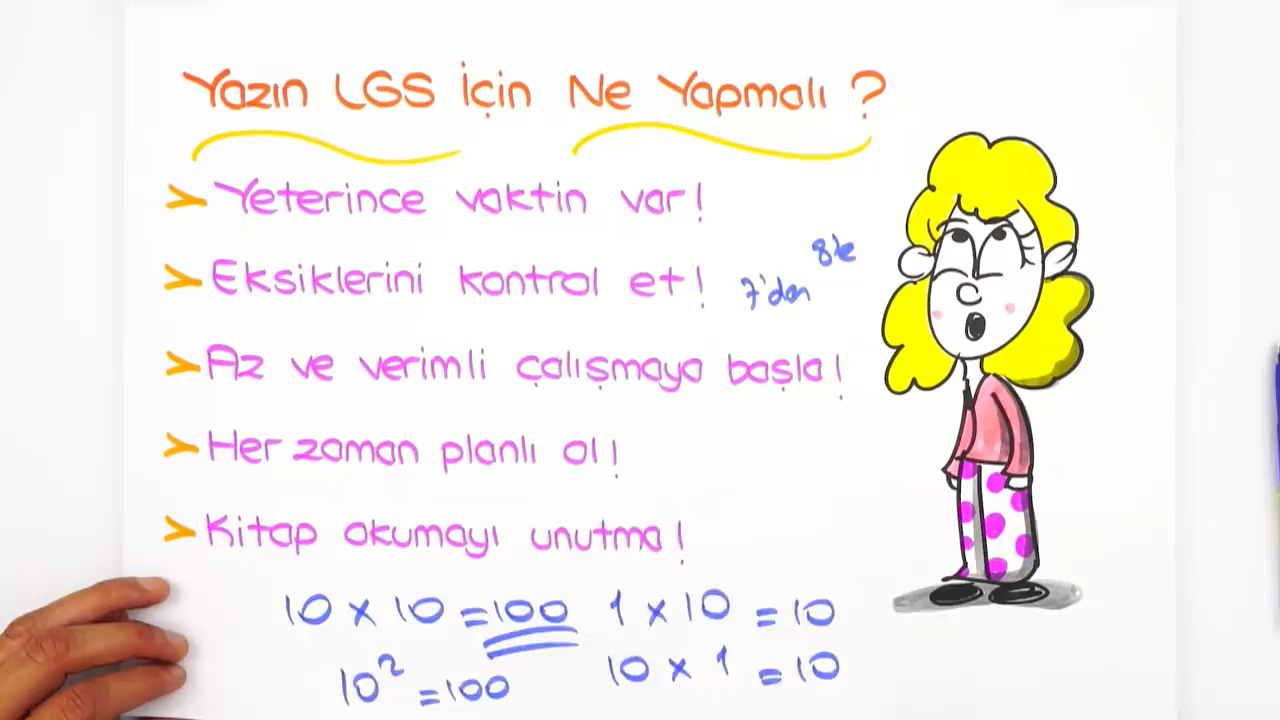 Yazın LGS İçin Ne Yapmalı ?
➤ Yeterince vaktin var!
➤ Eksiklerini kontrol et! 7'den 8'e
➤ Az ve verimli çalışmaya başla!
➤ Her zaman planlı ol!
➤ Kitap okumayı unutma!
10 x 10 = 100 1 x 10 = 10
10² = 100 10 x 1 = 10